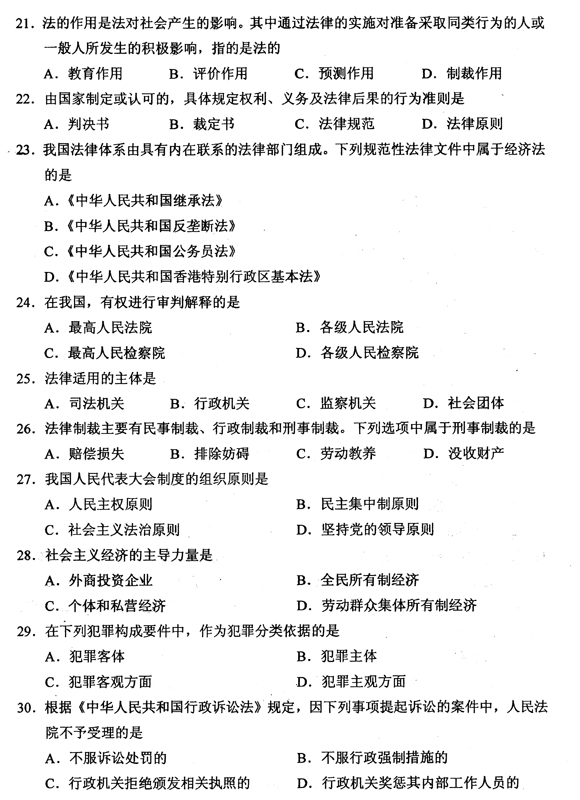 21．法的作用是法对社会产生的影响。其中通过法律的实施对准备采取同类行为的人或
一般人所发生的积极影响，指的是法的
A．教育作用 B．评价作用 C．预测作用 D．制裁作用
22．由国家制定或认可的，具体规定权利、义务及法律后果的行为准则是
A．判决书 B．裁定书 C．法律规范 D．法律原则
23．我国法律体系由具有内在联系的法律部门组成。下列规范性法律文件中属于经济法
的是
A．《中华人民共和国继承法》
B．《中华人民共和国反垄断法》
C．《中华人民共和国公务员法》
D．《中华人民共和国香港特别行政区基本法》
24．在我国，有权进行审判解释的是
A．最高人民法院 B．各级人民法院
C．最高人民检察院 D．各级人民检察院
25．法律适用的主体是
A．司法机关 B．行政机关 C．监察机关 D．社会团体
26．法律制裁主要有民事制裁、行政制裁和刑事制裁。下列选项中属于刑事制裁的是
A．赔偿损失 B．排除妨碍 C．劳动教养 D．没收财产
27．我国人民代表大会制度的组织原则是
A．人民主权原则 B．民主集中制原则
C．社会主义法治原则 D．坚持党的领导原则
28．社会主义经济的主导力量是
A．外商投资企业 B．全民所有制经济
C．个体和私营经济 D．劳动群众集体所有制经济
29．在下列犯罪构成要件中，作为犯罪分类依据的是
A．犯罪客体 B．犯罪主体
C．犯罪客观方面 D．犯罪主观方面
30．根据《中华人民共和国行政诉讼法》规定，因下列事项提起诉讼的案件中，人民法
院不予受理的是
A．不服诉讼处罚的 B．不服行政强制措施的
C．行政机关拒绝颁发相关执照的 D．行政机关奖惩其内部工作人员的